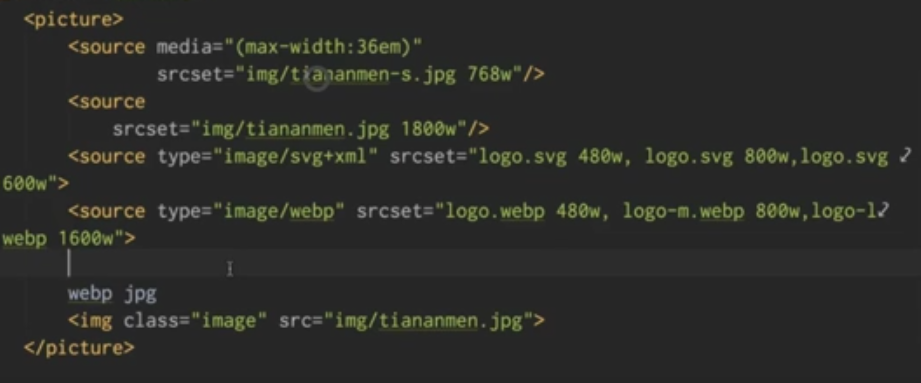 <picture>
<source media="(max-width:36em)"
srcset="img/tiananmen-s.jpg 768w"/>
<source
srcset="img/tiananmen.jpg 1800w"/>
<source type="image/svg+xml" srcset="logo.svg 480w, logo.svg 800w,logo.svg
600w">
<source type="image/webp" srcset="logo.webp 480w, logo-m.webp 800w,logo-l
webp 1600w">
webp jpg
<img class="image" src="img/tiananmen.jpg">
</picture>